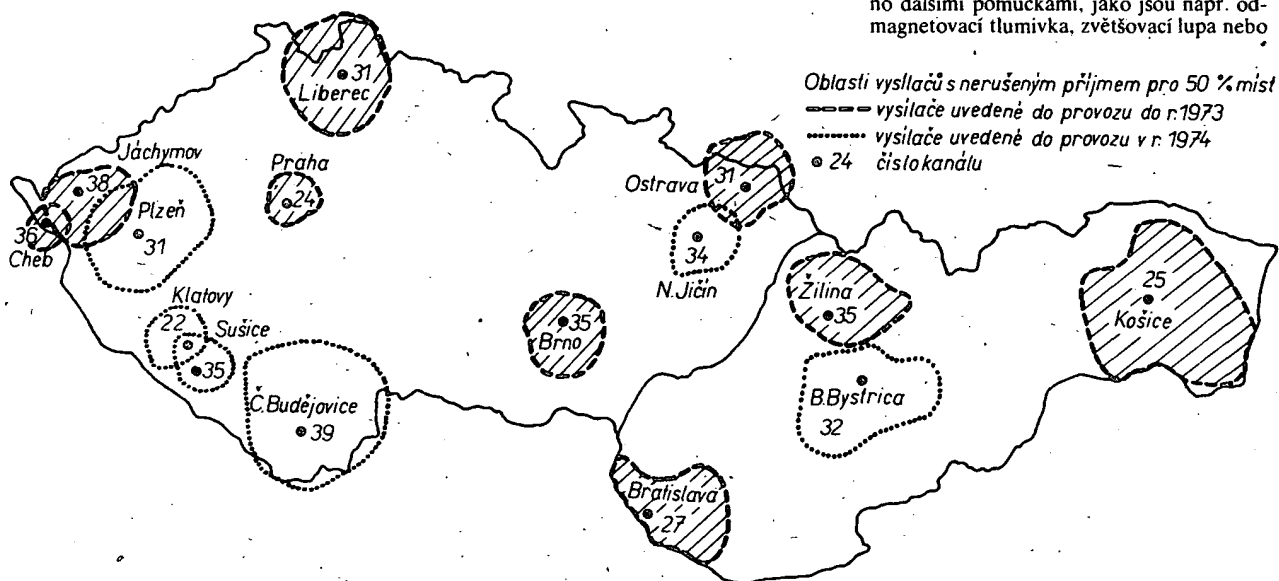 no dalšími pomůckami, jako jsou např. od-
magnetovací tlumivka, zvětšovací lupa nebo
Oblasti vysílačů s nerušeným příjmem pro 50 % míst
vysílače uvedené do provozu do r.1973
vysílače uvedené do provozu v r. 1974
24 číslo kanálu
31
Liberec
Jáchymov
38
Praha
24
Plzeň
31
36
Cheb
Ostrava
31
34
N.Jičín
Klatovy
22
Sušice
35
Č.Budějovice
39
35
Brno
Žilina
35
25
Košice
B.Bystrica
32
Bratislava
27